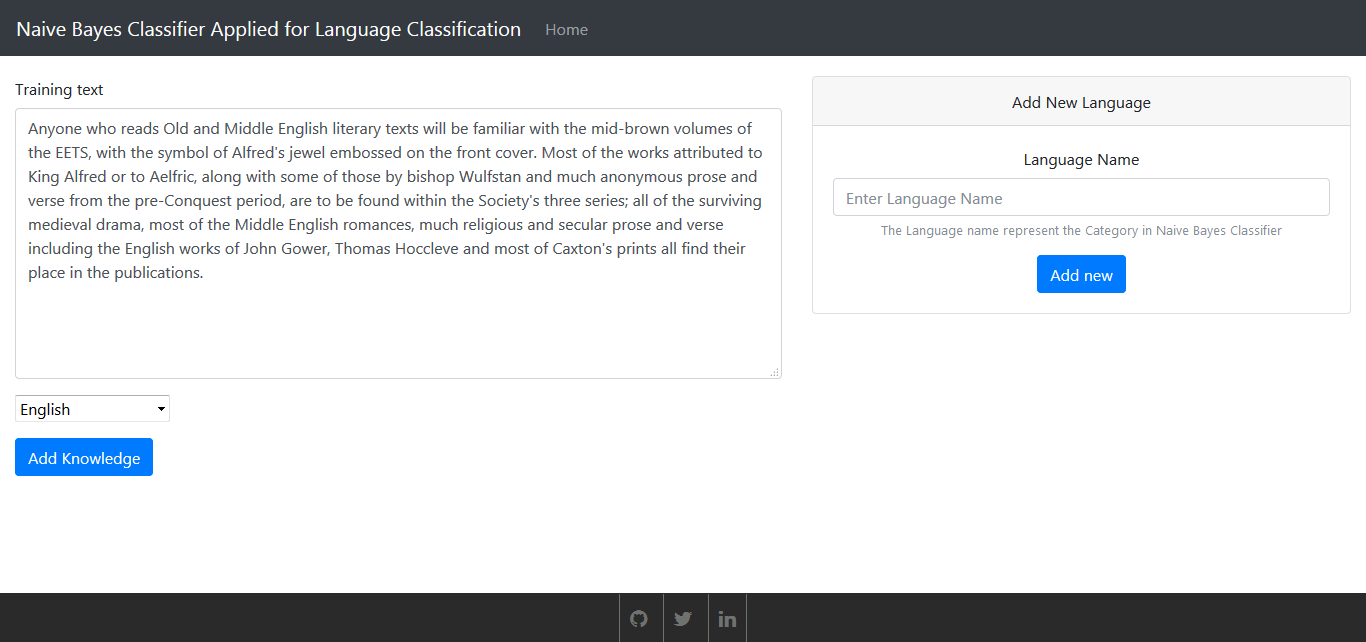 Naive Bayes Classifier Applied for Language Classification Home
Training text
Anyone who reads Old and Middle English literary texts will be familiar with the mid-brown volumes of
the EETS, with the symbol of Alfred's jewel embossed on the front cover. Most of the works attributed to
King Alfred or to Aelfric, along with some of those by bishop Wulfstan and much anonymous prose and
verse from the pre-Conquest period, are to be found within the Society's three series; all of the surviving
medieval drama, most of the Middle English romances, much religious and secular prose and verse
including the English works of John Gower, Thomas Hoccleve and most of Caxton's prints all find their
place in the publications.
English
Add Knowledge
Add New Language
Language Name
Enter Language Name
The Language name represent the Category in Naive Bayes Classifier
Add new
in